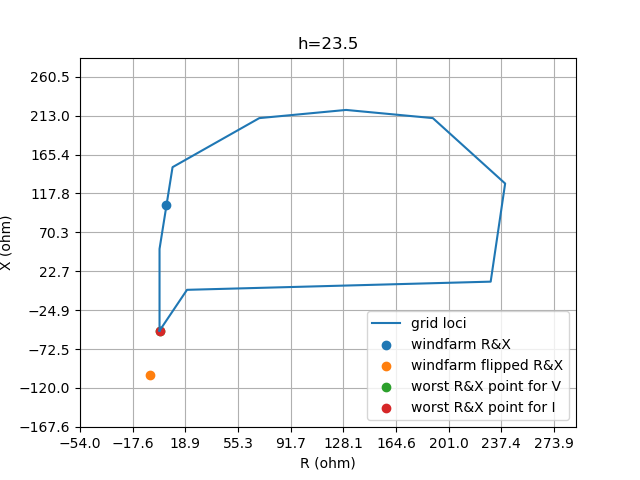 h=23.5
260.5
213.0
165.4
117.8
70.3
22.7
−24.9
−72.5
−120.0
−167.6
X (ohm)
grid loci
windfarm R&X
windfarm flipped R&X
worst R&X point for V
worst R&X point for I
−54.0 −17.6 18.9 55.3 91.7 128.1 164.6 201.0 237.4 273.9
R (ohm)